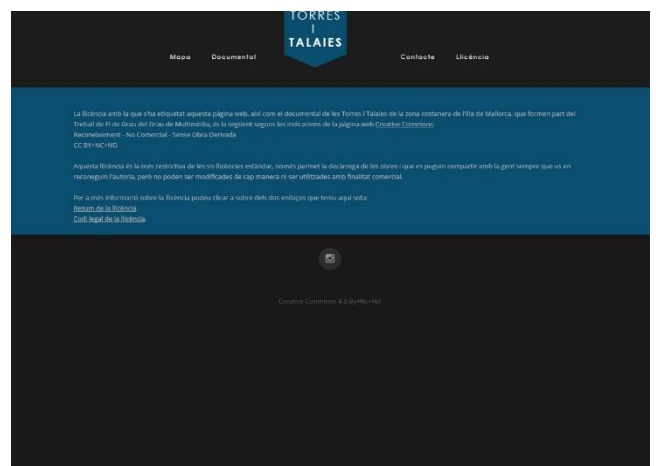 TORRES
I
TALAIES
Mapa Documental Contacte Llicència
La llicència amb la que s'ha etiquetat aquesta pàgina web, així com el documental de les Torres i Talaies de la zona costanera de l'illa de Mallorca, que formen part del
Treball de Fi de Grau del Grau de Multimèdia, és la següent segons les indicacions de la pàgina web Creative Commons:
Reconeixement - No Comercial - Sense Obra Derivada
CC BY+NC+ND
Aquesta llicència és la més restrictiva de les sis llicències estàndar, només permet la decàrrega de les obres i que es puguin compartir amb la gent sempre que us en
reconeguin l'autoria, però no poden ser modificades de cap manera ni ser utilitzades amb finalitat comercial.
Per a més informació sobre la llicència podeu clicar a sobre dels dos enllaços que teniu aquí sota:
Resum de la llicència.
Codi legal de la llicència.
Creative Commons 4.0 By+Nc+Nd